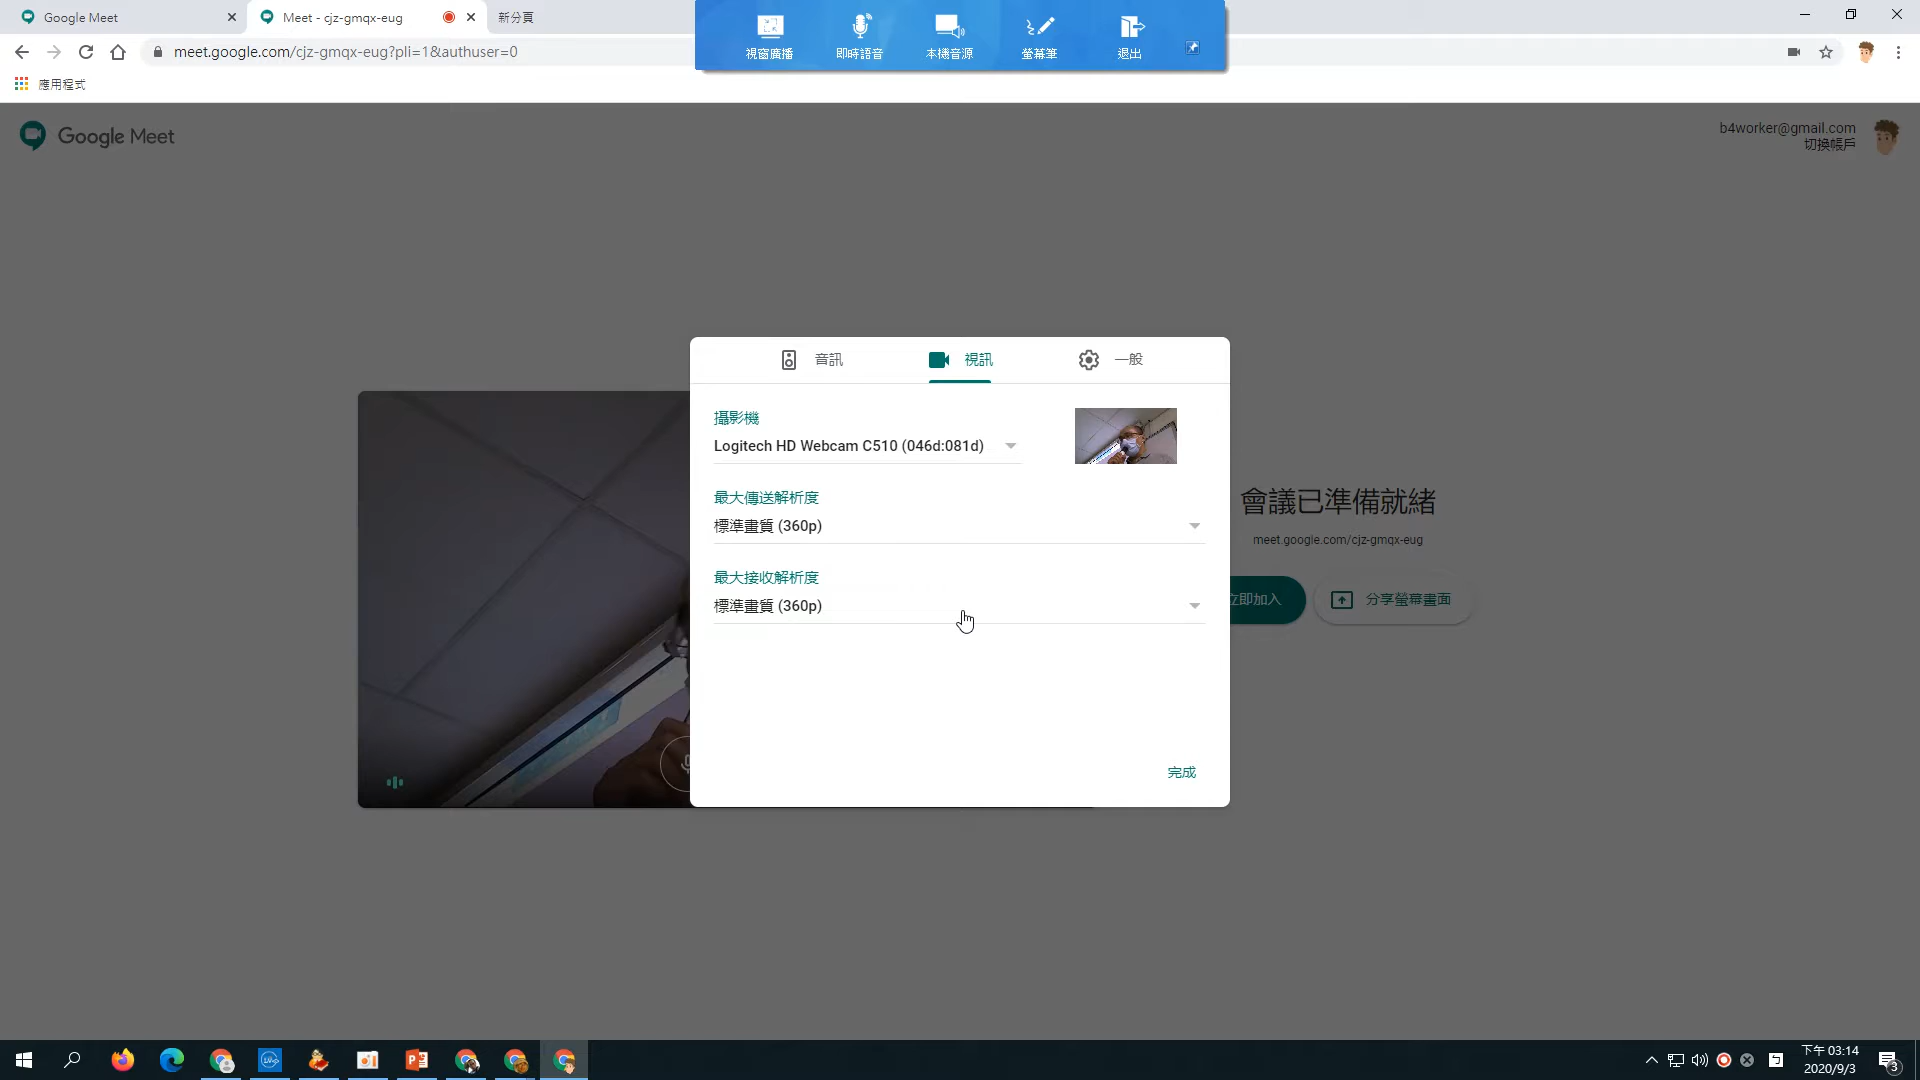 Google Meet
Meet - cjz-gmqx-eug
新分頁
視窗廣播
即時語音
本機音源
螢幕筆
退出
meet.google.com/cjz-gmqx-eug?pli=1&authuser=0
應用程式
Google Meet
b4worker@gmail.com
切換帳戶
音訊
視訊
一般
攝影機
Logitech HD Webcam C510 (046d:081d)
最大傳送解析度
標準畫質 (360p)
最大接收解析度
標準畫質 (360p)
完成
會議已準備就緒
meet.google.com/cjz-gmqx-eug
立即加入
分享螢幕畫面
下午 03:14
2020/9/3
3